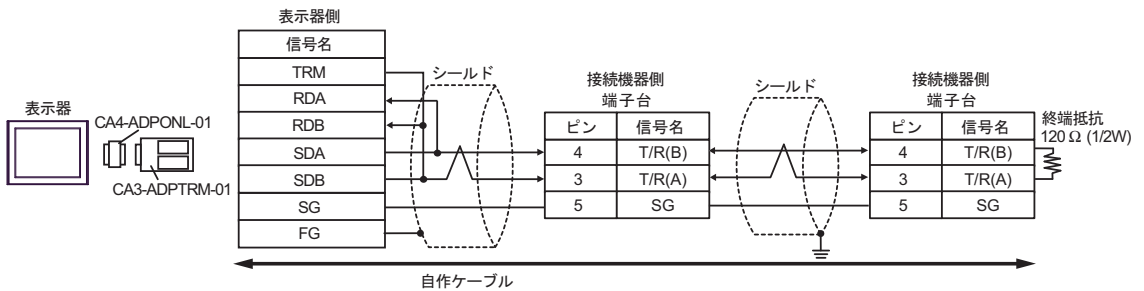 表示器
CA4-ADPONL-01
CA3-ADPTRM-01
表示器側
信号名
TRM
RDA
RDB
SDA
SDB
SG
FG
シールド
接続機器側
端子台
ピン 信号名
4 T/R(B)
3 T/R(A)
5 SG
シールド
接続機器側
端子台
ピン 信号名
4 T/R(B)
3 T/R(A)
5 SG
終端抵抗
120 Ω (1/2W)
自作ケーブル